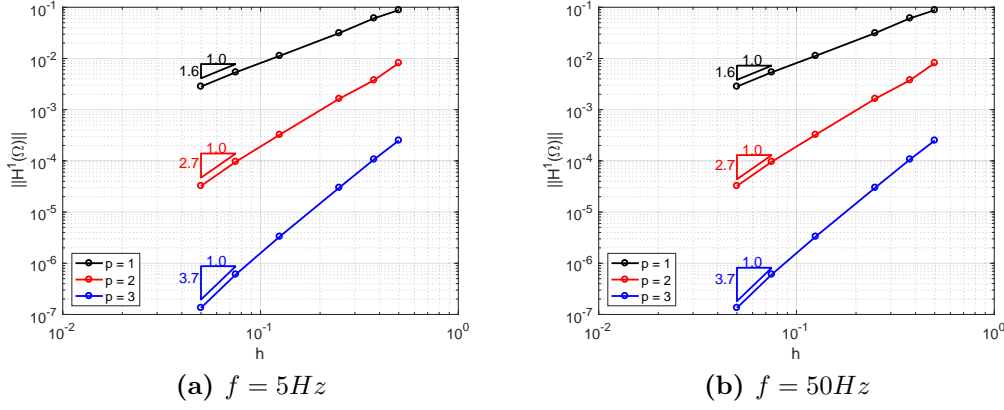 10^-1
10^-2
10^-3
10^-4
10^-5
10^-6
10^-7
||H^1(Ω)||
1.0
1.6
1.0
2.7
1.0
3.7
p = 1
p = 2
p = 3
10^-2
10^-1
10^0
h
(a) f = 5Hz
10^-1
10^-2
10^-3
10^-4
10^-5
10^-6
10^-7
||H^1(Ω)||
1.0
1.6
1.0
2.7
1.0
3.7
p = 1
p = 2
p = 3
10^-2
10^-1
10^0
h
(b) f = 50Hz